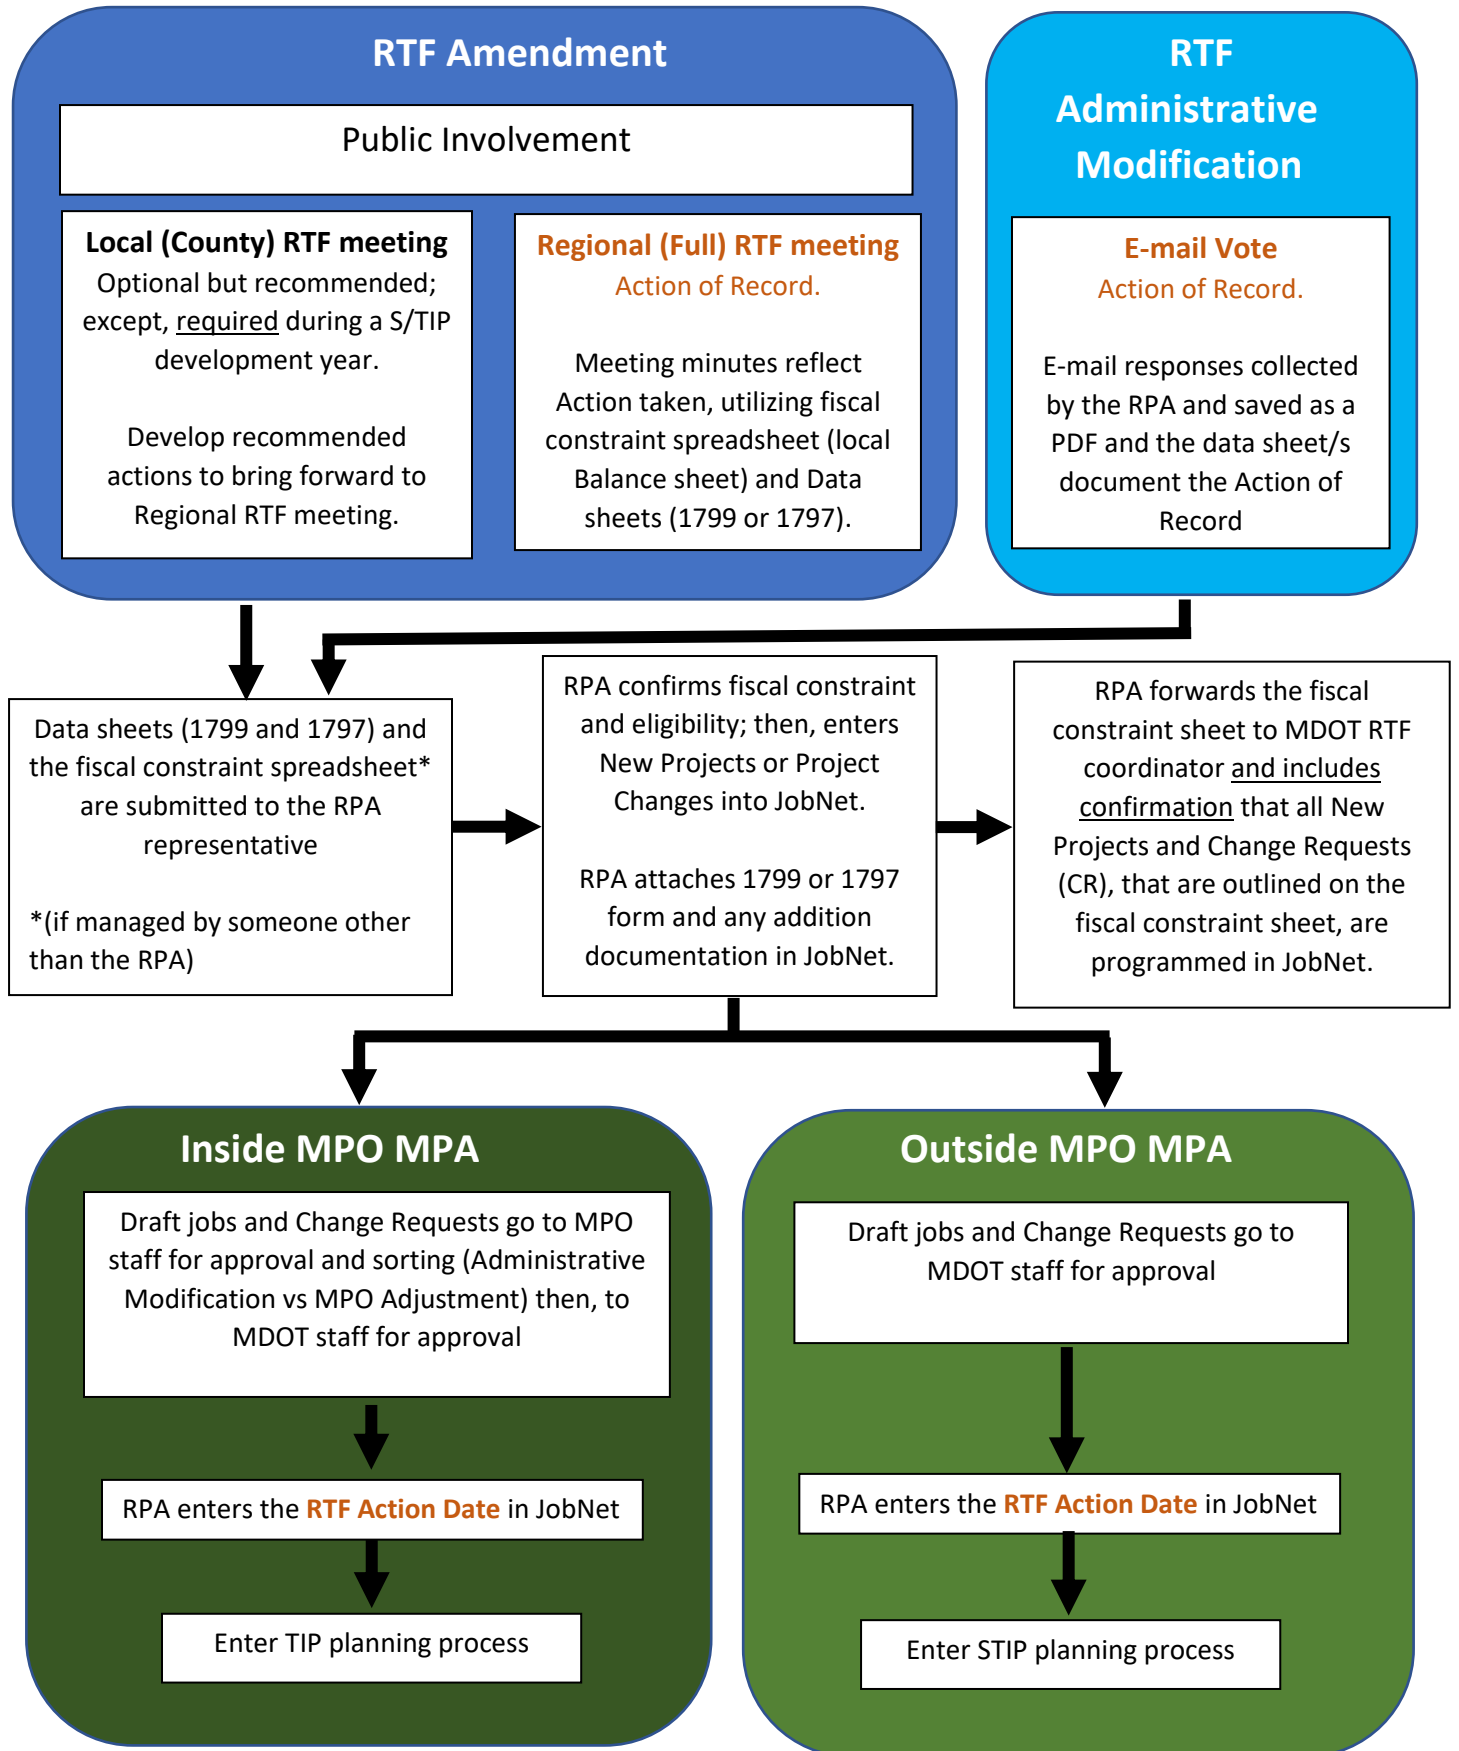 RTF Amendment
Public Involvement
Local (County) RTF meeting
Optional but recommended;
except, required during a S/TIP
development year.
Develop recommended
actions to bring forward to
Regional RTF meeting.
Regional (Full) RTF meeting
Action of Record.
Meeting minutes reflect
Action taken, utilizing fiscal
constraint spreadsheet (local
Balance sheet) and Data
sheets (1799 or 1797).
RTF
Administrative
Modification
E-mail Vote
Action of Record.
E-mail responses collected
by the RPA and saved as a
PDF and the data sheet/s
document the Action of
Record
Data sheets (1799 and 1797) and
the fiscal constraint spreadsheet*
are submitted to the RPA
representative
*(if managed by someone other
than the RPA)
RPA confirms fiscal constraint
and eligibility; then, enters
New Projects or Project
Changes into JobNet.
RPA attaches 1799 or 1797
form and any addition
documentation in JobNet.
RPA forwards the fiscal
constraint sheet to MDOT RTF
coordinator and includes
confirmation that all New
Projects and Change Requests
(CR), that are outlined on the
fiscal constraint sheet, are
programmed in JobNet.
Inside MPO MPA
Draft jobs and Change Requests go to MPO
staff for approval and sorting (Administrative
Modification vs MPO Adjustment) then, to
MDOT staff for approval
RPA enters the RTF Action Date in JobNet
Enter TIP planning process
Outside MPO MPA
Draft jobs and Change Requests go to
MDOT staff for approval
RPA enters the RTF Action Date in JobNet
Enter STIP planning process